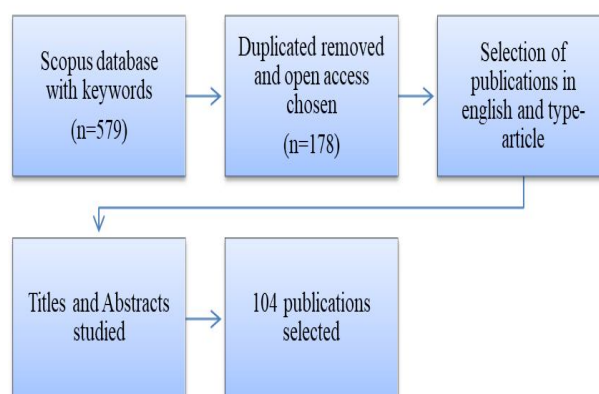 Scopus database
with keywords
(n=579)
Duplicated removed
and open access
chosen
(n=178)
Selection of
publications in
english and type-
article
Titles and Abstracts
studied
104 publications
selected